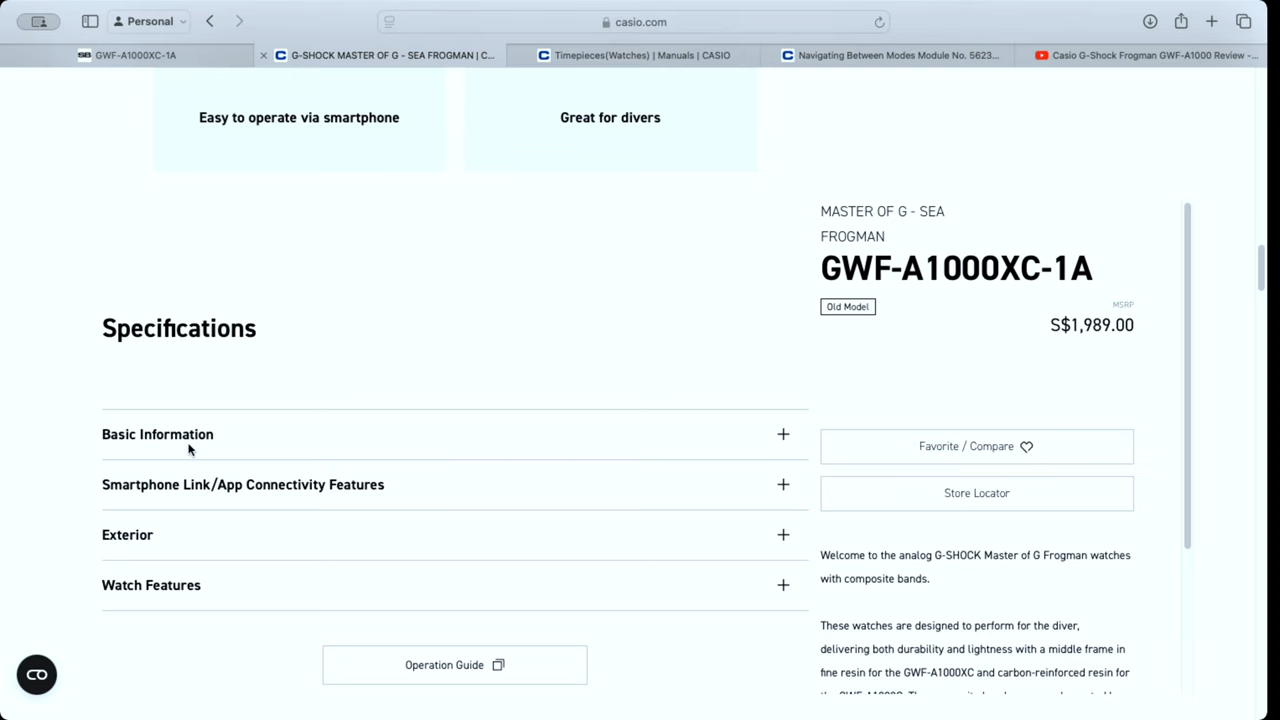 Personal
casio.com
SB GWF-A1000XC-1A
G-SHOCK MASTER OF G - SEA FROGMAN | C...
Timepieces(Watches) | Manuals | CASIO
Navigating Between Modes Module No. 5623...
Casio G-Shock Frogman GWF-A1000 Review -...
Easy to operate via smartphone
Great for divers
MASTER OF G - SEA
FROGMAN
GWF-A1000XC-1A
Old Model
MSRP
S$1,989.00
Specifications
Basic Information
Smartphone Link/App Connectivity Features
Exterior
Watch Features
Operation Guide
Favorite / Compare
Store Locator
Welcome to the analog G-SHOCK Master of G Frogman watches
with composite bands.
These watches are designed to perform for the diver,
delivering both durability and lightness with a middle frame in
fine resin for the GWF-A1000XC and carbon-reinforced resin for